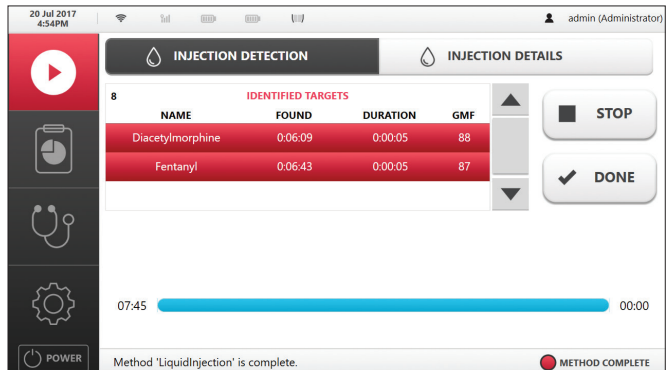 20 Jul 2017
4:54PM
admin (Administrator)
INJECTION DETECTION
INJECTION DETAILS
8
IDENTIFIED TARGETS
NAME FOUND DURATION GMF
Diacetylmorphine 0:06:09 0:00:05 88
Fentanyl 0:06:43 0:00:05 87
STOP
DONE
07:45
00:00
POWER
Method 'LiquidInjection' is complete.
METHOD COMPLETE